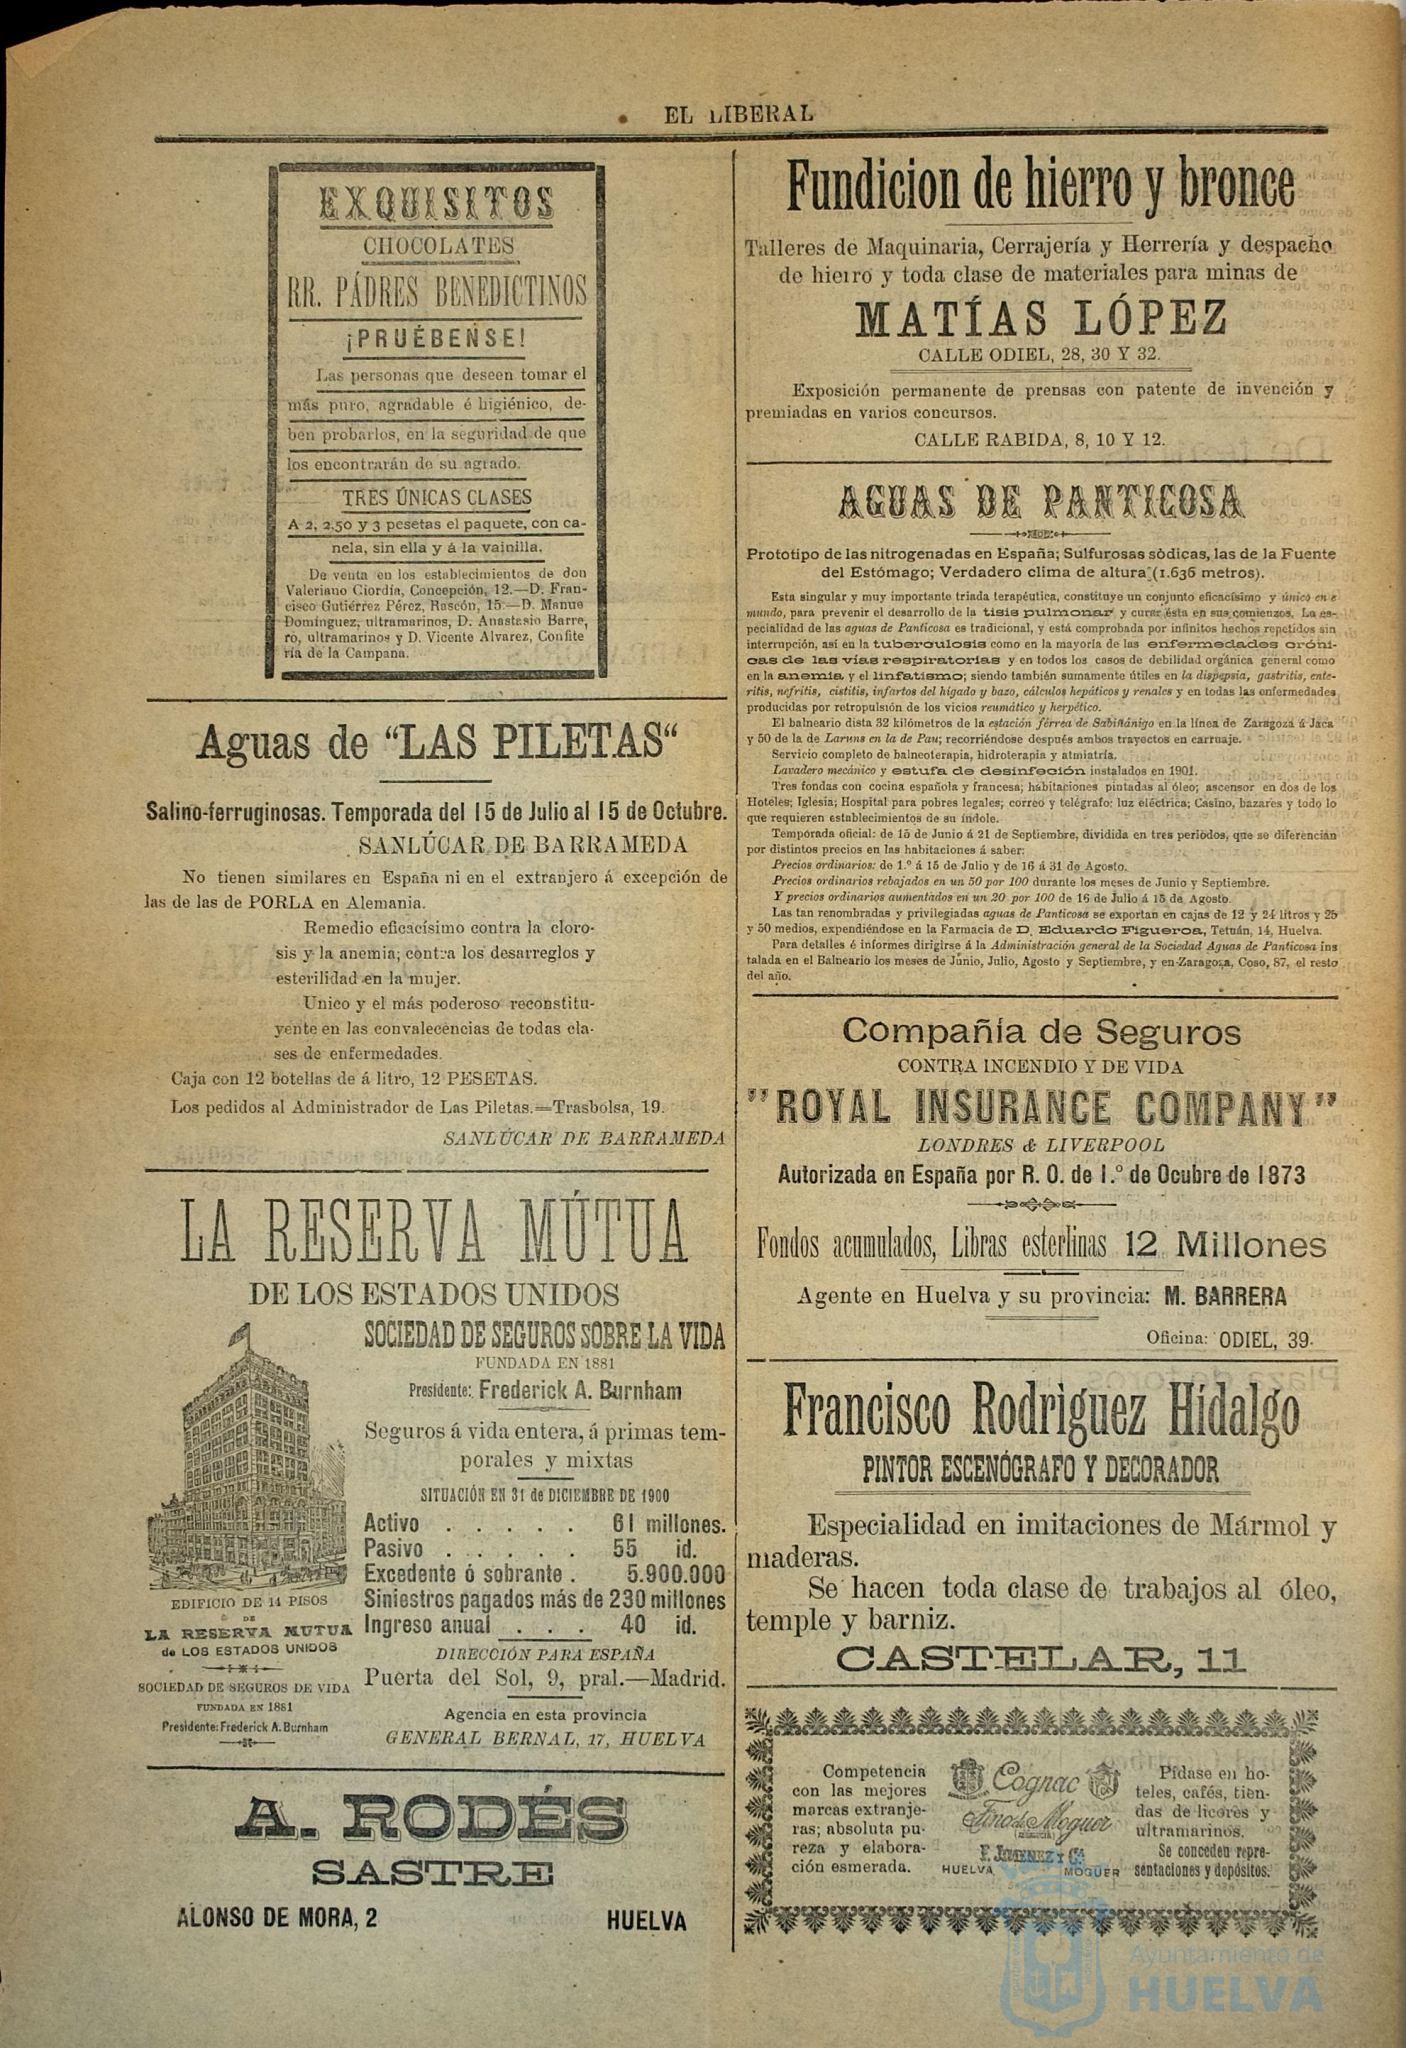 EL LIBERAL
EXQUISITOS
CHOCOLATES
RR. PÁDRES BENEDICTINOS
¡PRUÉBENSE!
Las personas que deseen tomar el
más puro, agradable é higiénico, de-
ben probarlos, en la seguridad de que
los encontrarán de su agrado.
TRES ÚNICAS CLASES
A 2, 2.50 y 3 pesetas el paquete, con ca-
nela, sin ella y á la vainilla.
De venta en los establecimientos de don
Valeriano Ciordía, Concepción, 12.—D. Fran-
cisco Gutiérrez Pérez, Rascón, 15.—D. Manue
Domínguez, ultramarinos, D. Anastasio Barre,
ro, ultramarinos y D. Vicente Alvarez, Confite
ría de la Campana.
Aguas de “LAS PILETAS“
Salino-ferruginosas. Temporada del 15 de Julio al 15 de Octubre.
SANLÚCAR DE BARRAMEDA
No tienen similares en España ni en el extranjero á excepción de
las de las de PORLA en Alemania.
Remedio eficacísimo contra la cloro-
sis y la anemia; contra los desarreglos y
esterilidad en la mujer.
Unico y el más poderoso reconstitu-
yente en las convalecencias de todas cla-
ses de enfermedades.
Caja con 12 botellas de á litro, 12 PESETAS.
Los pedidos al Administrador de Las Piletas.=Trasbolsa, 19.
SANLÚCAR DE BARRAMEDA
LA RESERVA MÚTUA
DE LOS ESTADOS UNIDOS
SOCIEDAD DE SEGUROS SOBRE LA VIDA
FUNDADA EN 1881
Presidente: Frederick A. Burnham
Seguros á vida entera, á primas tem-
porales y mixtas
SITUACIÓN EN 31 de DICIEMBRE DE 1900
Activo . . . . . 61 millones.
Pasivo . . . . . 55 id.
Excedente ó sobrante . 5.900.000
Siniestros pagados más de 230 millones
Ingreso anual . . . 40 id.
DIRECCIÓN PARA ESPAÑA
Puerta del Sol, 9, pral.—Madrid.
Agencia en esta provincia
GENERAL BERNAL, 17, HUELVA
EDIFICIO DE 14 PISOS
DE
LA RESERVA MUTUA
de LOS ESTADOS UNIDOS
SOCIEDAD DE SEGUROS DE VIDA
FUNDADA EN 1881
Presidente: Frederick A. Burnham
A. RODÉS
SASTRE
ALONSO DE MORA, 2 HUELVA
Fundicion de hierro y bronce
Talleres de Maquinaria, Cerrajería y Herrería y despacho
de hierro y toda clase de materiales para minas de
MATÍAS LÓPEZ
CALLE ODIEL, 28, 30 Y 32.
Exposición permanente de prensas con patente de invención y
premiadas en varios concursos.
CALLE RABIDA, 8, 10 Y 12.
AGUAS DE PANTICOSA
Prototipo de las nitrogenadas en España; Sulfurosas sódicas, las de la Fuente
del Estómago; Verdadero clima de altura (1.636 metros).
Esta singular y muy importante triada terapéutica, constituye un conjunto eficacísimo y único en e
mundo, para prevenir el desarrollo de la tisis pulmonar y curar ésta en sus comienzos. La es-
pecialidad de las aguas de Panticosa es tradicional, y está comprobada por infinitos hechos repetidos sin
interrupción, así en la tuberculosis como en la mayoría de las enfermedades cróni-
cas de las vías respiratorias y en todos los casos de debilidad orgánica general como
en la anemia y el linfatismo; siendo también sumamente útiles en la dispepsia, gastritis, ente-
ritis, nefritis, cistitis, infartos del hígado y bazo, cálculos hepáticos y renales y en todas las enfermedades
producidas por retropulsión de los vicios reumático y herpético.
El balneario dista 32 kilómetros de la estación férrea de Sabiñánigo en la línea de Zaragoza á Jaca
y 50 de la de Laruns en la de Pau; recorriéndose después ambos trayectos en carruaje.
Servicio completo de balneoterapia, hidroterapia y atmiatría.
Lavadero mecánico y estufa de desinfección instalados en 1901.
Tres fondas con cocina española y francesa; habitaciones pintadas al óleo; ascensor en dos de los
Hoteles; Iglesia; Hospital para pobres legales; correo y telégrafo; luz eléctrica; Casino, bazares y todo lo
que requieren establecimientos de su índole.
Temporada oficial: de 15 de Junio á 21 de Septiembre, dividida en tres periodos, que se diferencian
por distintos precios en las habitaciones á saber:
Precios ordinarios: de 1.º á 15 de Julio y de 16 á 31 de Agosto.
Precios ordinarios rebajados en un 50 por 100 durante los meses de Junio y Septiembre.
Y precios ordinarios aumentados en un 20 por 100 de 16 de Julio á 15 de Agosto.
Las tan renombradas y privilegiadas aguas de Panticosa se exportan en cajas de 12 y 24 litros y 25
y 50 medios, expendiéndose en la Farmacia de D. Eduardo Figueroa, Tetuán, 14, Huelva.
Para detalles é informes dirigirse á la Administración general de la Sociedad Aguas de Panticosa ins
talada en el Balneario los meses de Junio, Julio, Agosto y Septiembre, y en Zaragoza, Coso, 87, el resto
del año.
Compañía de Seguros
CONTRA INCENDIO Y DE VIDA
"ROYAL INSURANCE COMPANY"
LONDRES & LIVERPOOL
Autorizada en España por R. O. de 1.º de Ocubre de 1873
Fondos acumulados, Libras esterlinas 12 Millones
Agente en Huelva y su provincia: M. BARRERA
Oficina: ODIEL, 39.
Francisco Rodriguez Hidalgo
PINTOR ESCENÓGRAFO Y DECORADOR
Especialidad en imitaciones de Mármol y
maderas.
Se hacen toda clase de trabajos al óleo,
temple y barniz.
CASTELAR, 11
Competencia
con las mejores
marcas extranje-
ras; absoluta pu-
reza y elabora-
ción esmerada.
Cognac
Fino de Moguer
F. JIMENEZ Y Cª
HUELVA MOGUER
Pídase en ho-
teles, cafés, tien-
das de licores y
ultramarinos.
Se conceden repre-
sentaciones y depósitos.
Ayuntamiento de
HUELVA